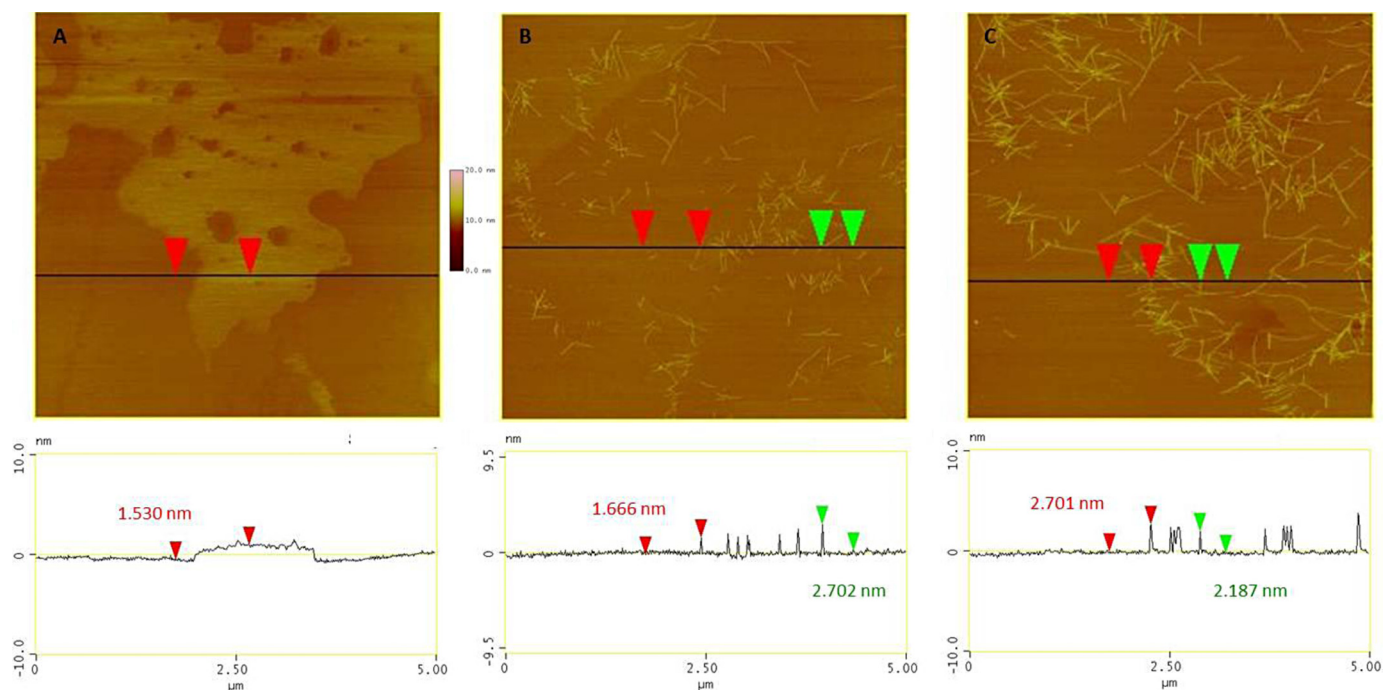 A
B
C
20.0 nm
10.0 nm
0.0 nm
nm
10.0
0
-10.0
1.530 nm
0
2.50
5.00
µm
nm
9.5
0
-9.5
1.666 nm
2.702 nm
0
2.50
5.00
µm
nm
10.0
0
-10.0
2.701 nm
2.187 nm
0
2.50
5.00
µm